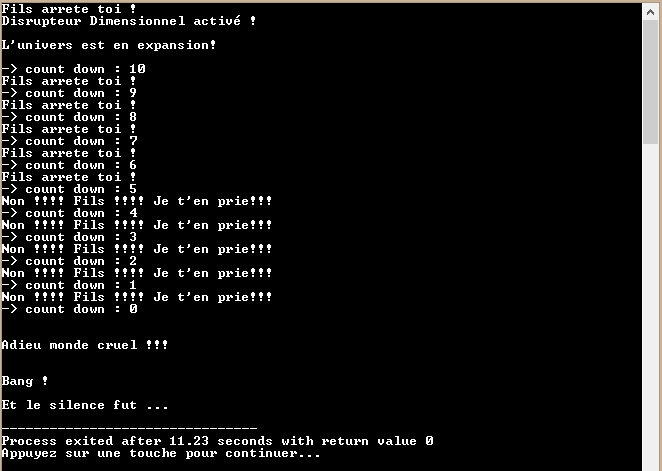 Fils arrete toi !
Disrupteur Dimensionnel activé !
L'univers est en expansion!
-> count down : 10
Fils arrete toi !
-> count down : 9
Fils arrete toi !
-> count down : 8
Fils arrete toi !
-> count down : 7
Fils arrete toi !
-> count down : 6
Fils arrete toi !
-> count down : 5
Non !!!! Fils !!!! Je t'en prie!!!
-> count down : 4
Non !!!! Fils !!!! Je t'en prie!!!
-> count down : 3
Non !!!! Fils !!!! Je t'en prie!!!
-> count down : 2
Non !!!! Fils !!!! Je t'en prie!!!
-> count down : 1
Non !!!! Fils !!!! Je t'en prie!!!
-> count down : 0
Adieu monde cruel !!!
Bang !
Et le silence fut ...
--------------------------------
Process exited after 11.23 seconds with return value 0
Appuyez sur une touche pour continuer...